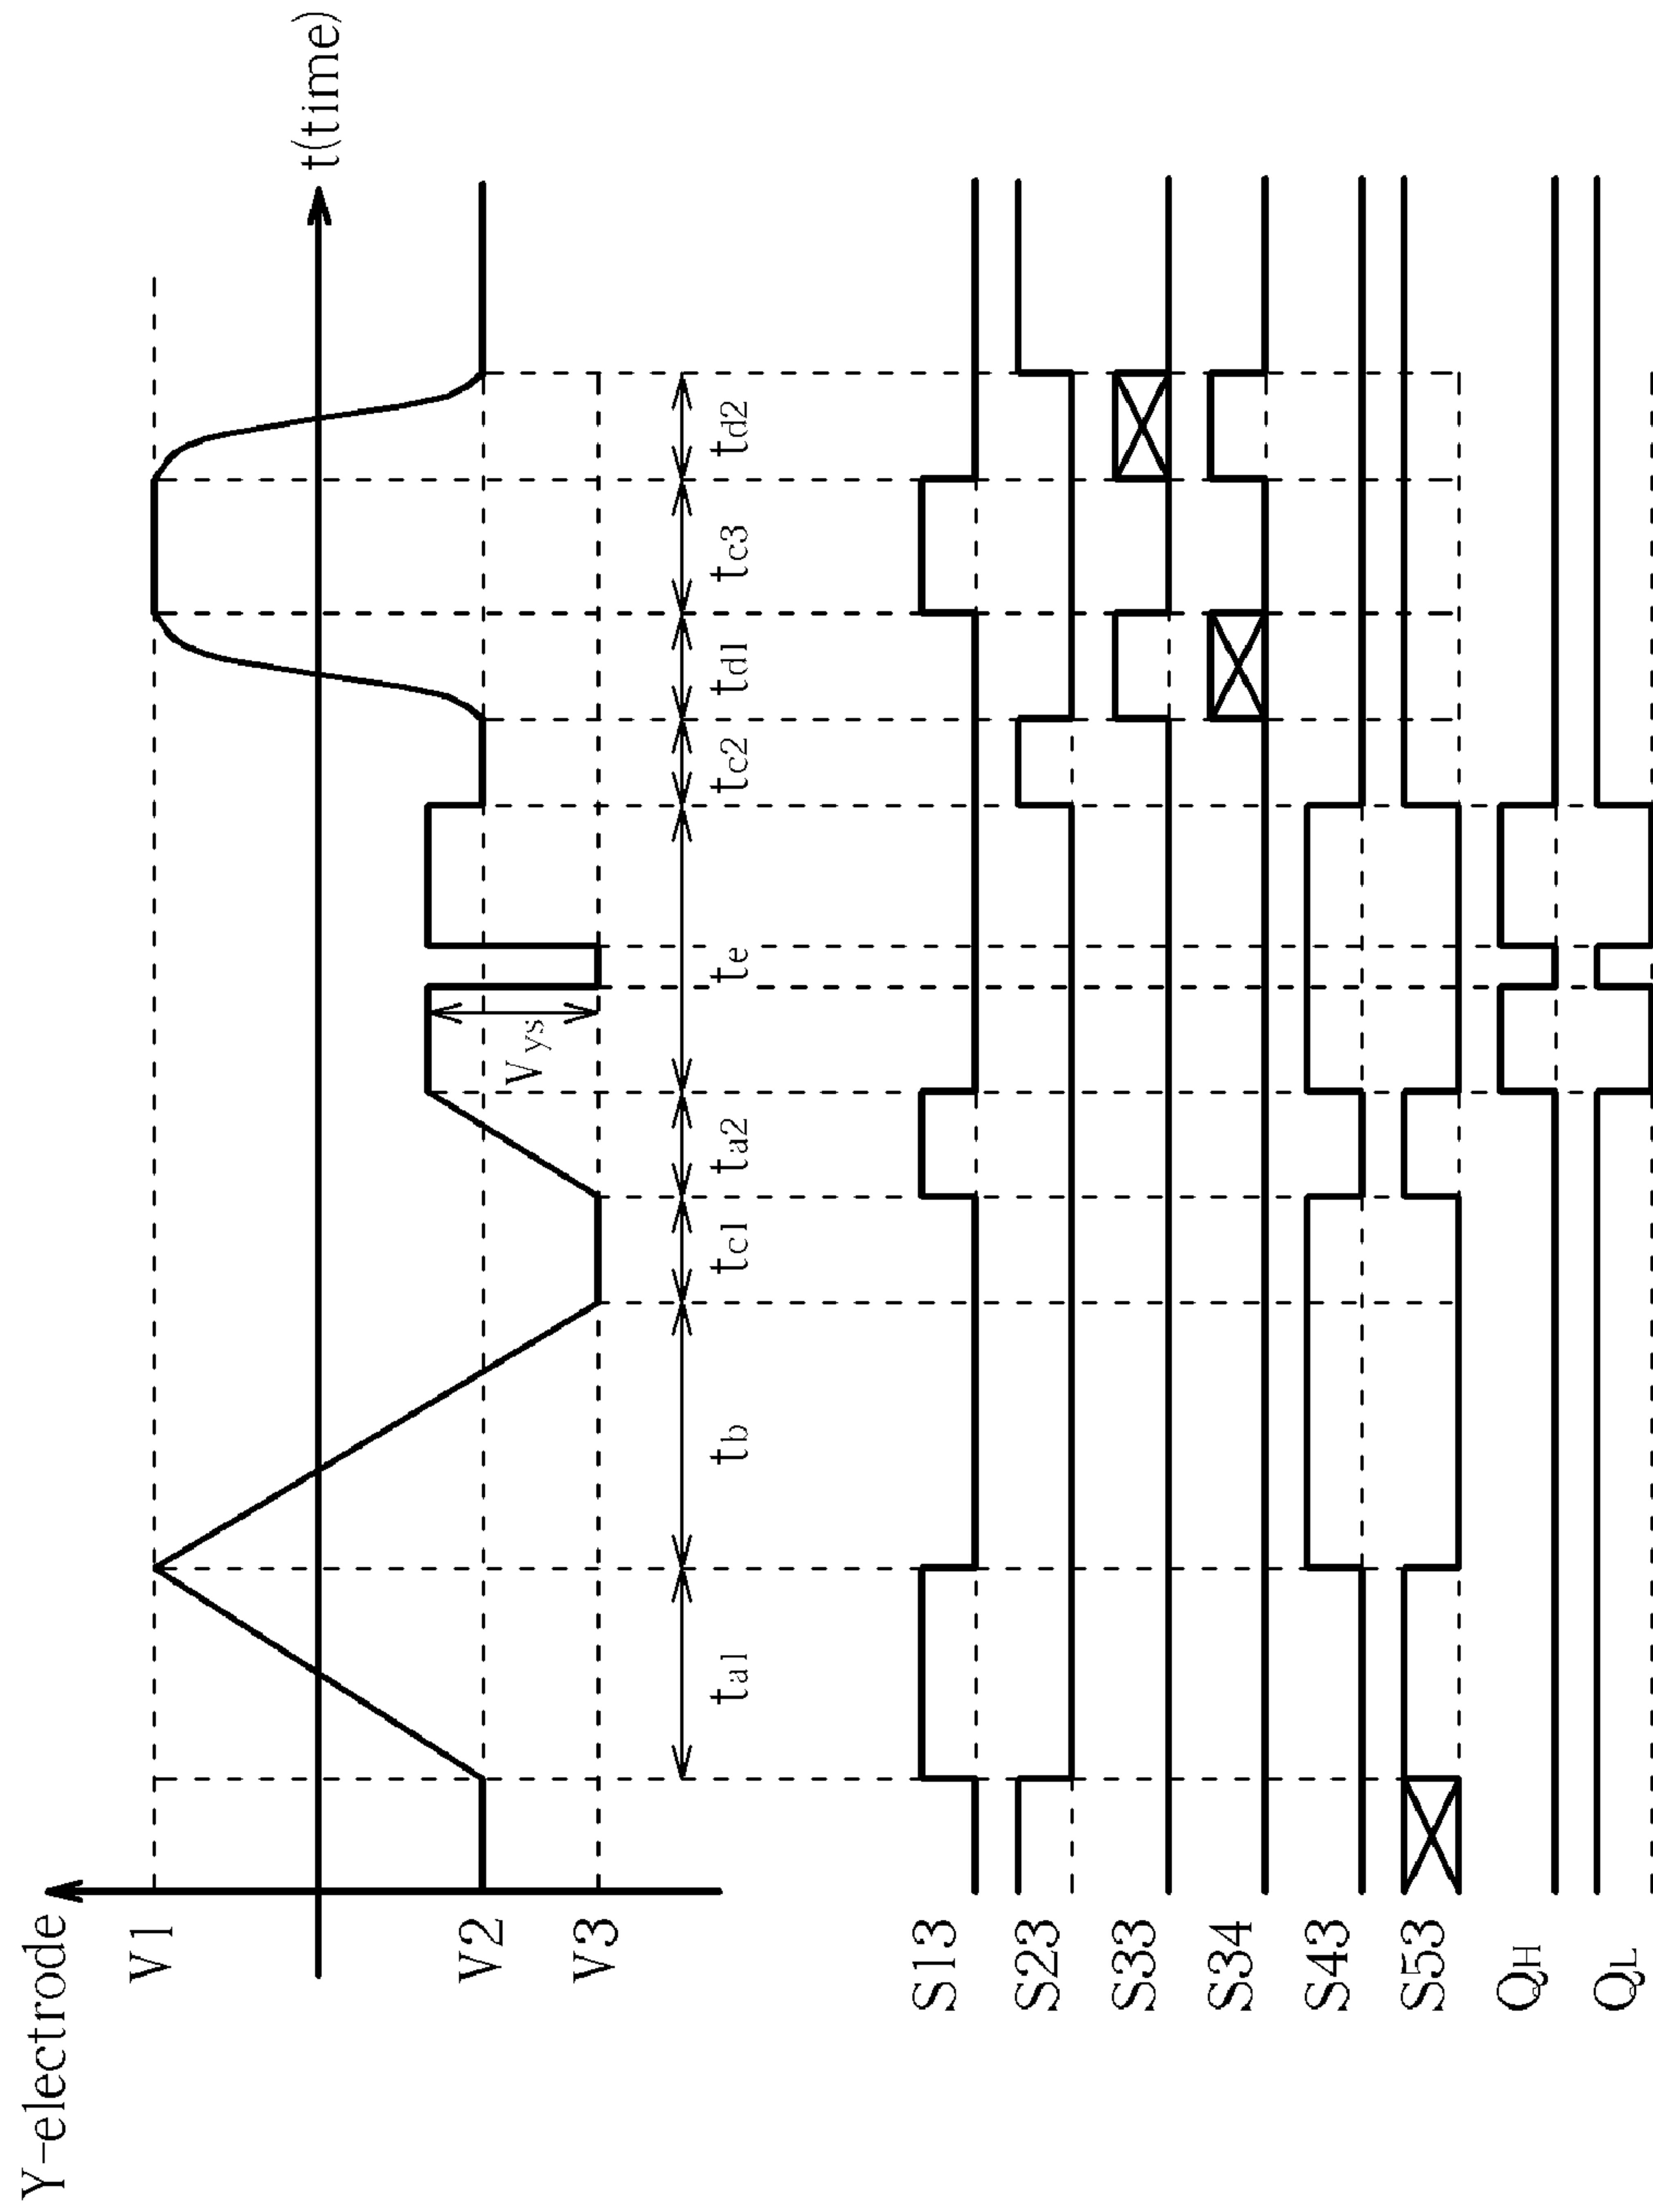 Y-electrode
V1
t(time)
V2
V3
Vys
ta1
tb
tc1
ta2
te
tc2
td1
tc3
td2
S13
S23
S33
S34
S43
S53
QH
QL